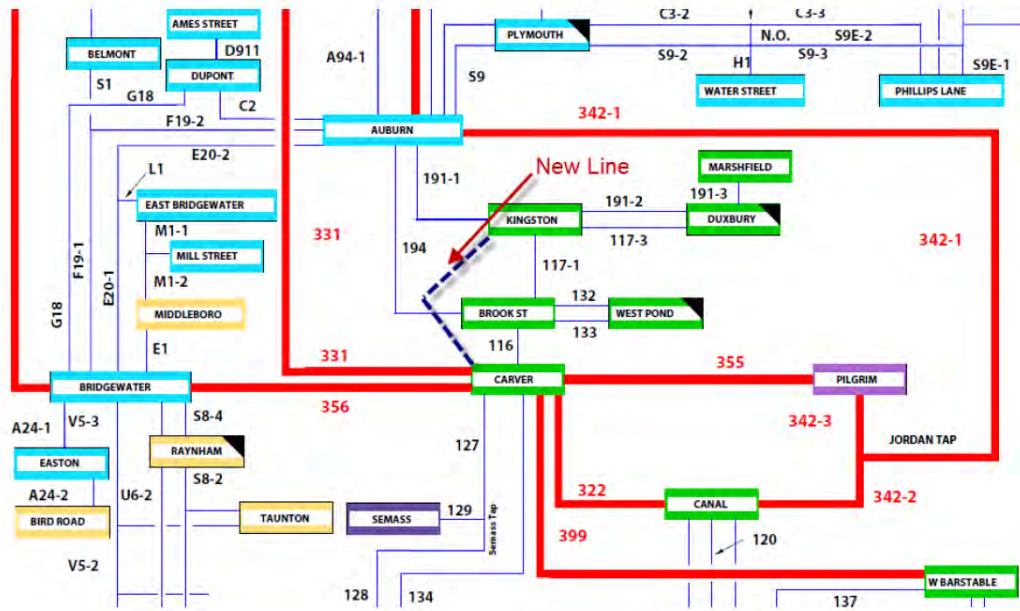 AMES STREET
C3-2
C3-3
BELMONT
D911
A94-1
PLYMOUTH
N.O.
S9E-2
DUPONT
S9-2
S9-3
S1
S9
H1
S9E-1
G18
WATER STREET
PHILLIPS LANE
C2
F19-2
342-1
AUBURN
E20-2
New Line
MARSHFIELD
L1
191-1
191-3
EAST BRIDGEWATER
191-2
KINGSTON
DUXBURY
M1-1
331
194
117-3
342-1
MILL STREET
F19-1
117-1
M1-2
E20-1
132
G18
MIDDLEBORO
BROOK ST
WEST POND
133
E1
116
331
355
BRIDGEWATER
CARVER
PILGRIM
356
V5-3
S8-4
342-3
A24-1
127
JORDAN TAP
RAYNHAM
EASTON
S8-2
322
342-2
A24-2
U6-2
CANAL
129
BIRD ROAD
TAUNTON
SEMASS
Semass Tap
399
120
V5-2
W BARSTABLE
128
134
137